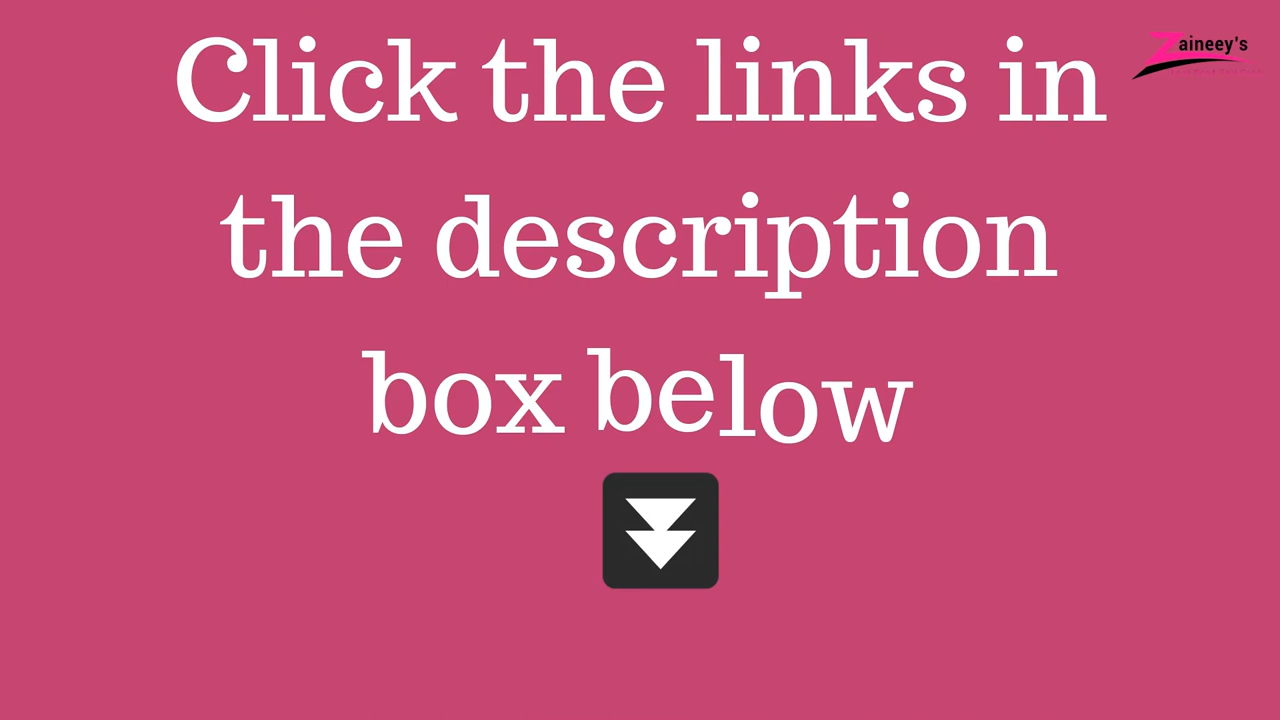 Click the links in
Zaineey's
the description
box below